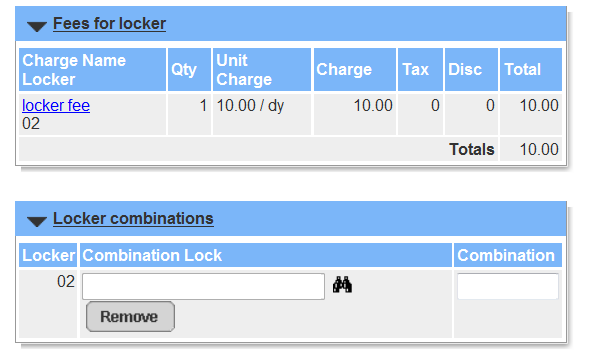 Fees for locker
Charge Name Locker Qty Unit Charge Charge Tax Disc Total
locker fee 1 10.00 / dy 10.00 0 0 10.00
02
Totals 10.00
Locker combinations
Locker Combination Lock Combination
02
Remove